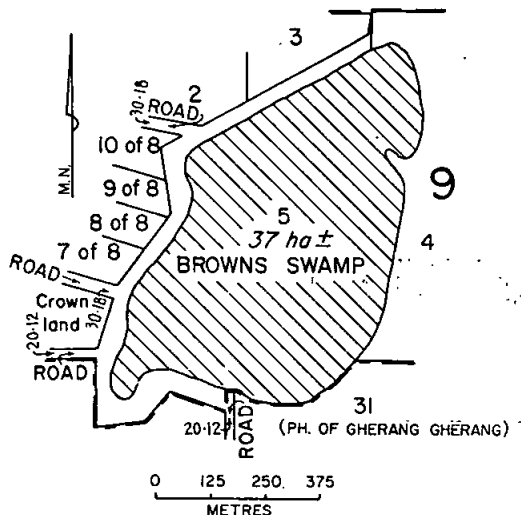 3
2
30·18
ROAD
10 of 8
9 of 8
8 of 8
7 of 8
M.N.
9
5
37 ha ±
BROWNS SWAMP
4
ROAD
Crown
land
30·18
20·12
ROAD
31
(PH. OF GHERANG GHERANG)
20·12
ROAD
0 125 250 375
METRES